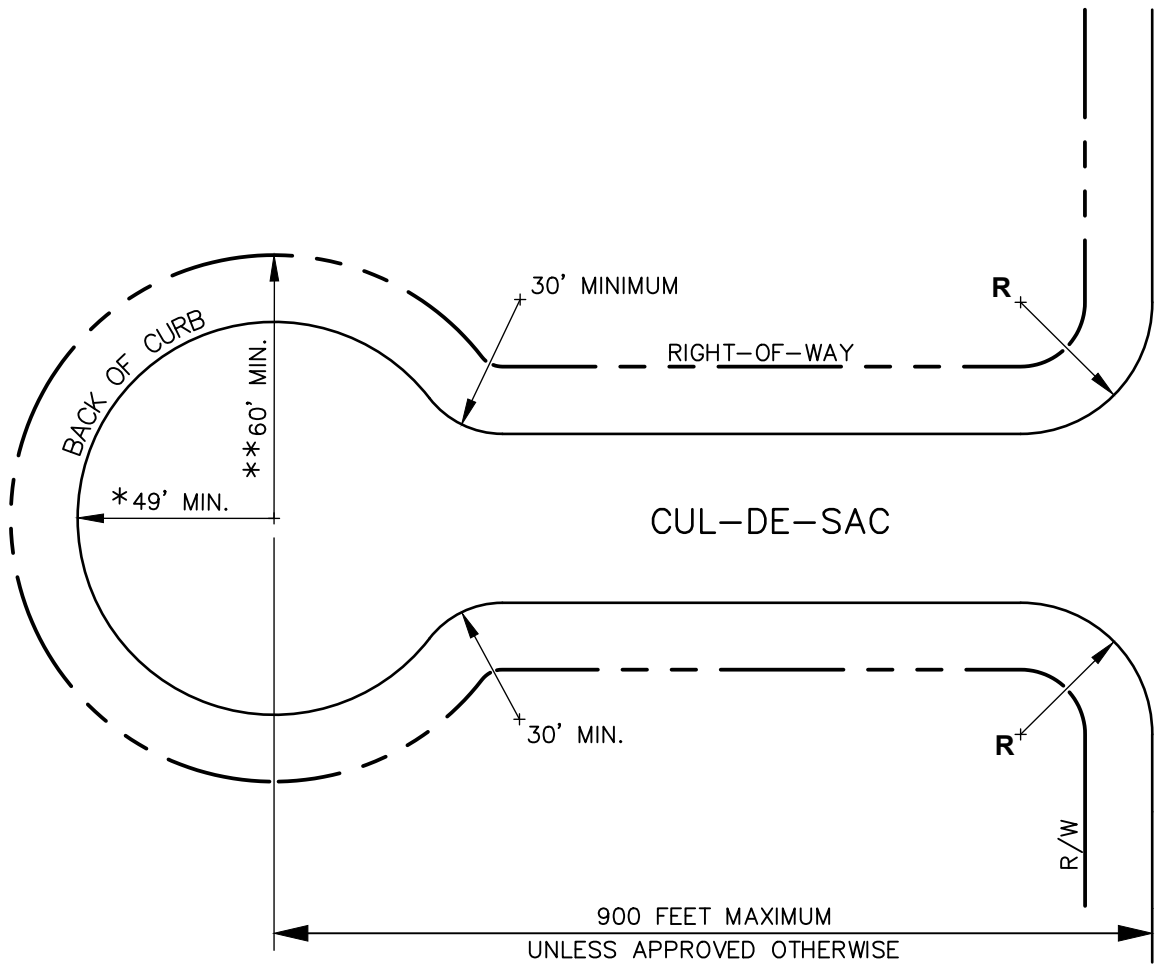 30' MINIMUM
R
BACK OF CURB
RIGHT-OF-WAY
**60' MIN.
*49' MIN.
CUL-DE-SAC
30' MIN.
R
R/W
900 FEET MAXIMUM
UNLESS APPROVED OTHERWISE